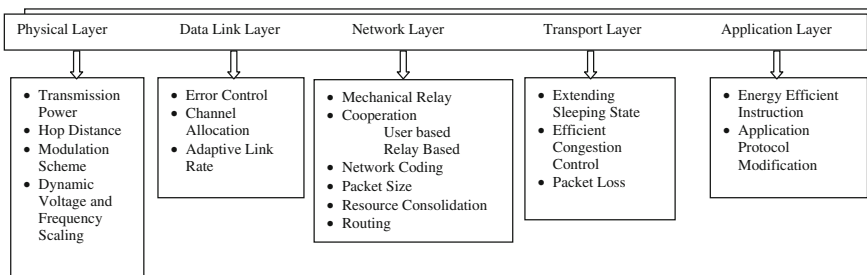 Physical Layer
Data Link Layer
Network Layer
Transport Layer
Application Layer
• Transmission
Power
• Hop Distance
• Modulation
Scheme
• Dynamic
Voltage and
Frequency
Scaling
• Error Control
• Channel
Allocation
• Adaptive Link
Rate
• Mechanical Relay
• Cooperation
User based
Relay Based
• Network Coding
• Packet Size
• Resource Consolidation
• Routing
• Extending
Sleeping State
• Efficient
Congestion
Control
• Packet Loss
• Energy Efficient
Instruction
• Application
Protocol
Modification